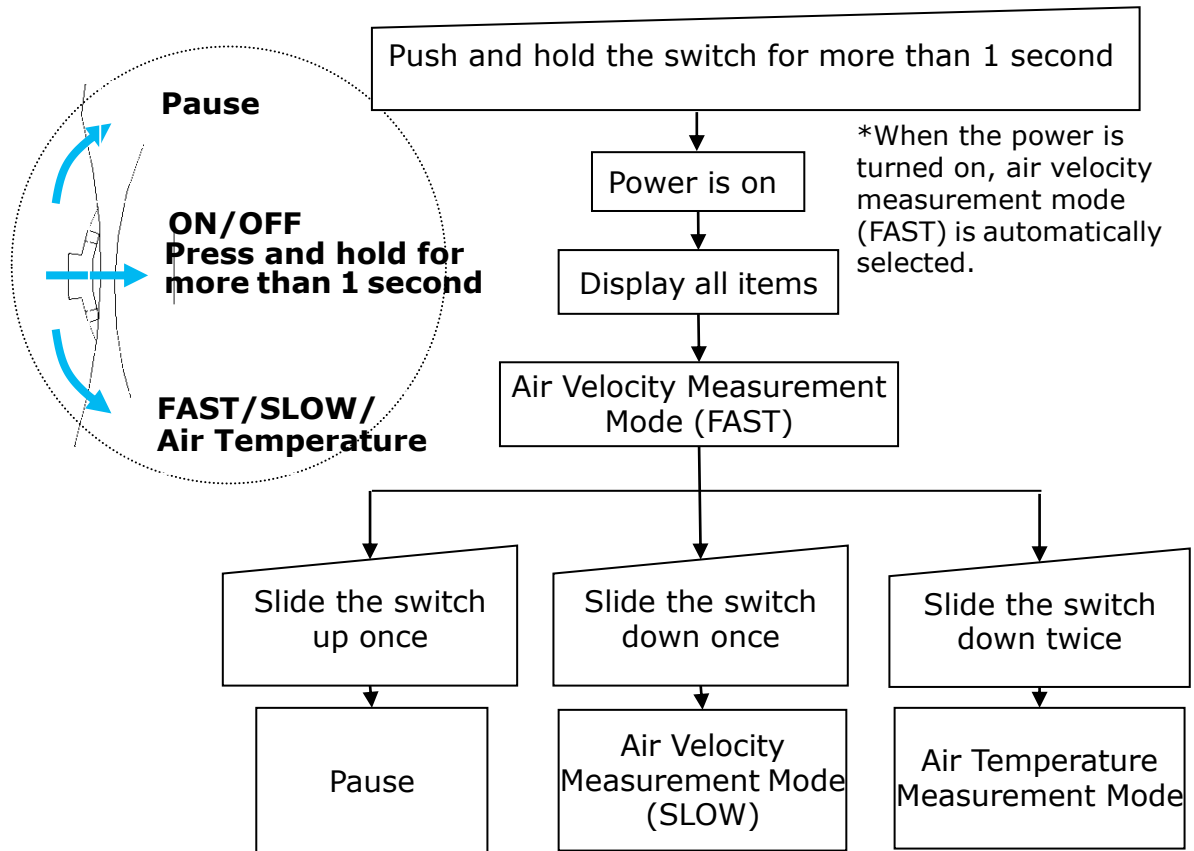 Push and hold the switch for more than 1 second
Pause
ON/OFF
Press and hold for
more than 1 second
FAST/SLOW/
Air Temperature
Power is on
*When the power is
turned on, air velocity
measurement mode
(FAST) is automatically
selected.
Display all items
Air Velocity Measurement
Mode (FAST)
Slide the switch
up once
Slide the switch
down once
Slide the switch
down twice
Pause
Air Velocity
Measurement Mode
(SLOW)
Air Temperature
Measurement Mode